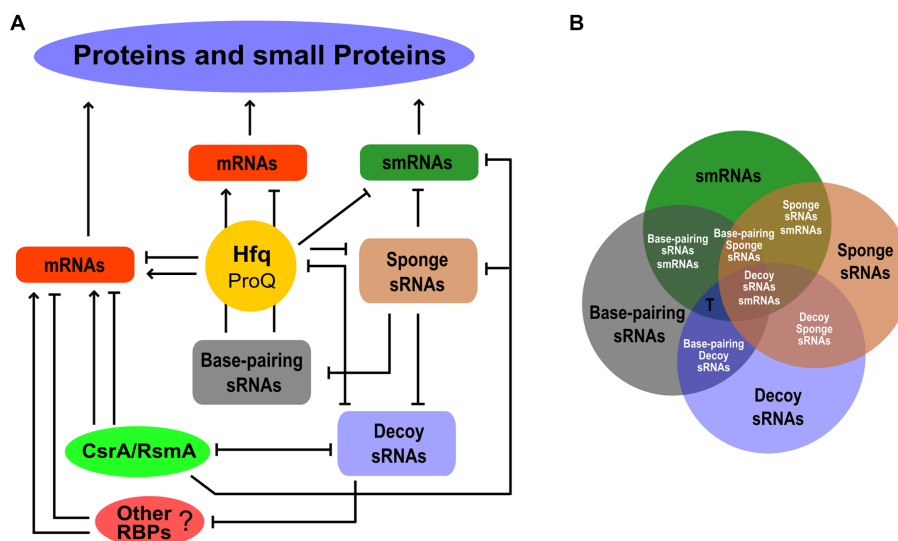 A
B
Proteins and small Proteins
mRNAs
smRNAs
Hfq
ProQ
mRNAs
Sponge
sRNAs
Base-pairing
sRNAs
Decoy
sRNAs
CsrA/RsmA
Other
RBPs ?
smRNAs
Sponge
sRNAs
smRNAs
Base-pairing
Sponge
sRNAs
Base-pairing
sRNAs
smRNAs
Sponge
sRNAs
Decoy
sRNAs
smRNAs
T
Base-pairing
sRNAs
Decoy
Sponge
sRNAs
Base-pairing
Decoy
sRNAs
Decoy
sRNAs